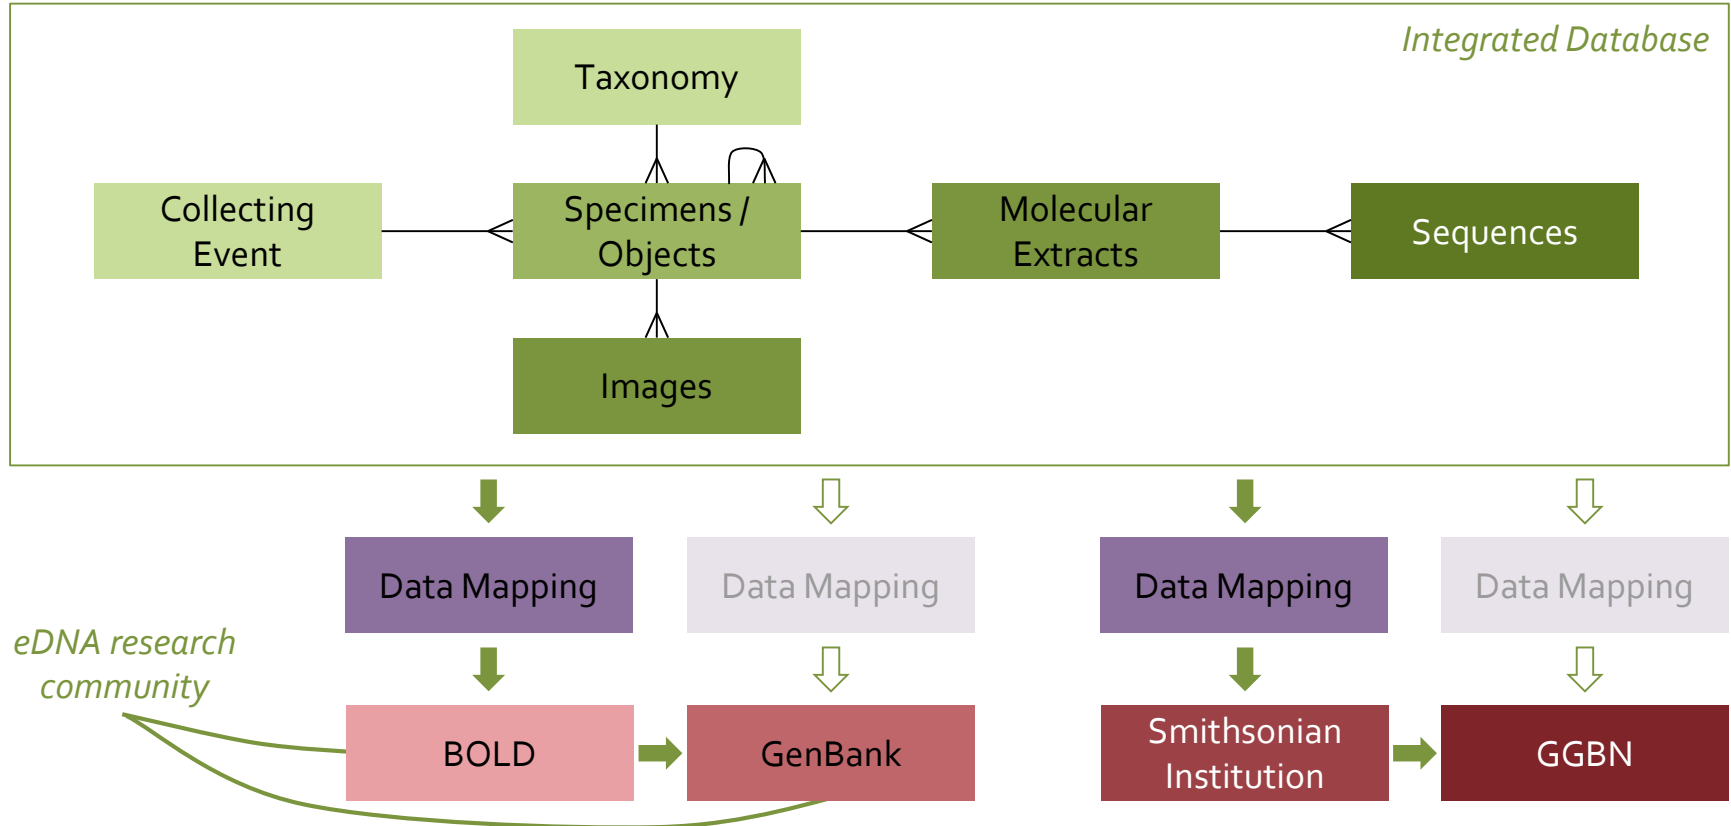 Integrated Database
Taxonomy
Collecting
Event
Specimens /
Objects
Molecular
Extracts
Sequences
Images
Data Mapping
Data Mapping
Data Mapping
Data Mapping
eDNA research
community
BOLD
GenBank
Smithsonian
Institution
GGBN